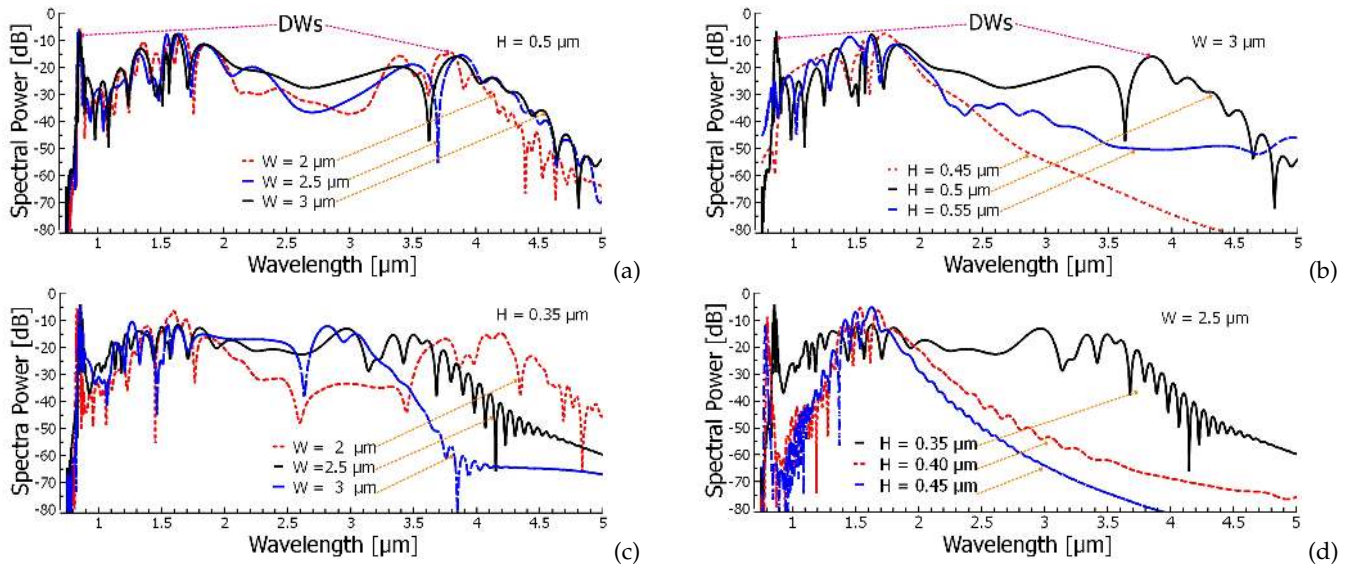 DWs
H = 0.5 µm
Spectral Power [dB]
0
-10
-20
-30
-40
-50
-60
-70
-80
W = 2 µm
W = 2.5 µm
W = 3 µm
1
1.5
2
2.5
3
3.5
4
4.5
5
Wavelength [µm]
(a)
DWs
W = 3 µm
Spectral Power [dB]
0
-10
-20
-30
-40
-50
-60
-70
-80
H = 0.45 µm
H = 0.5 µm
H = 0.55 µm
1
1.5
2
2.5
3
3.5
4
4.5
5
Wavelength [µm]
(b)
H = 0.35 µm
Spectra Power [dB]
0
-10
-20
-30
-40
-50
-60
-70
-80
W = 2 µm
W =2.5 µm
W = 3 µm
1
1.5
2
2.5
3
3.5
4
4.5
5
Wavelength [µm]
(c)
W = 2.5 µm
Spectral Power [dB]
0
-10
-20
-30
-40
-50
-60
-70
-80
H = 0.35 µm
H = 0.40 µm
H = 0.45 µm
1
1.5
2
2.5
3
3.5
4
4.5
5
Wavelength [µm]
(d)